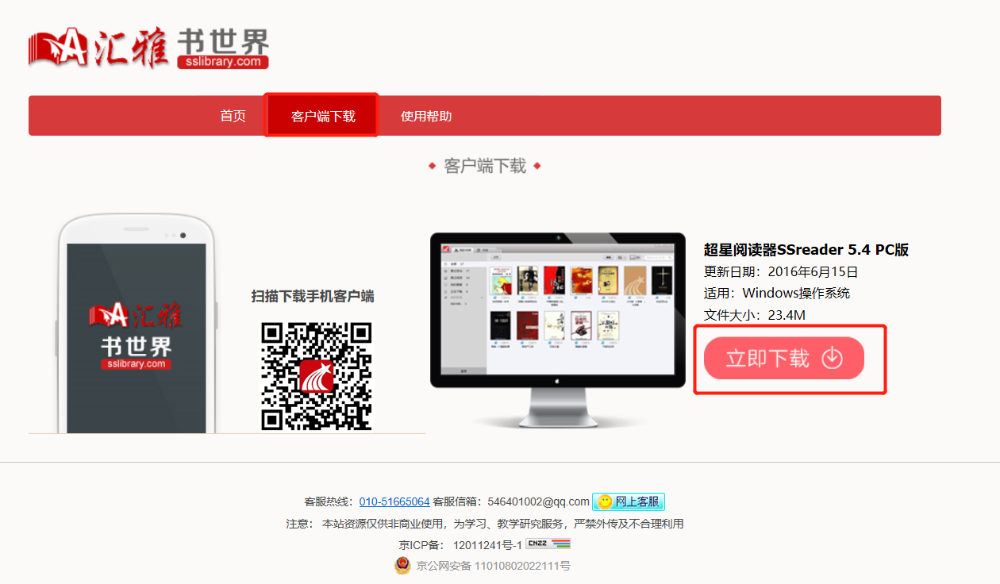 汇雅 书世界
sslibrary.com
首页 客户端下载 使用帮助
客户端下载
汇雅
书世界
sslibrary.com
扫描下载手机客户端
超星阅读器SSreader 5.4 PC版
更新日期：2016年6月15日
适用：Windows操作系统
文件大小：23.4M
立即下载
客服热线：010-51665064 客服信箱：546401002@qq.com 网上客服
注意： 本站资源仅供非商业使用，为学习、教学研究服务，严禁外传及不合理利用
京ICP备： 12011241号-1 CNZZ
京公网安备 11010802022111号